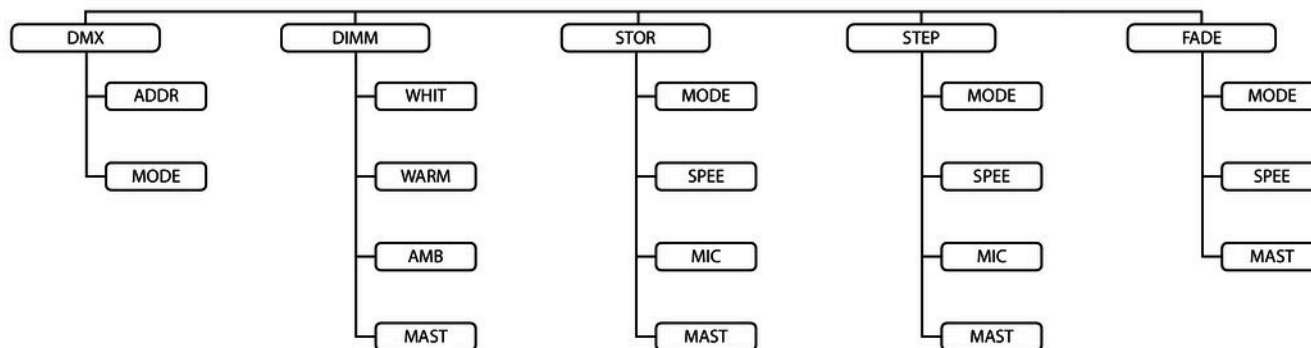 DMX DIMM STOR STEP FADE
ADDR WHIT MODE MODE MODE
MODE WARM SPEE SPEE SPEE
AMB MIC MIC MAST
MAST MAST MAST